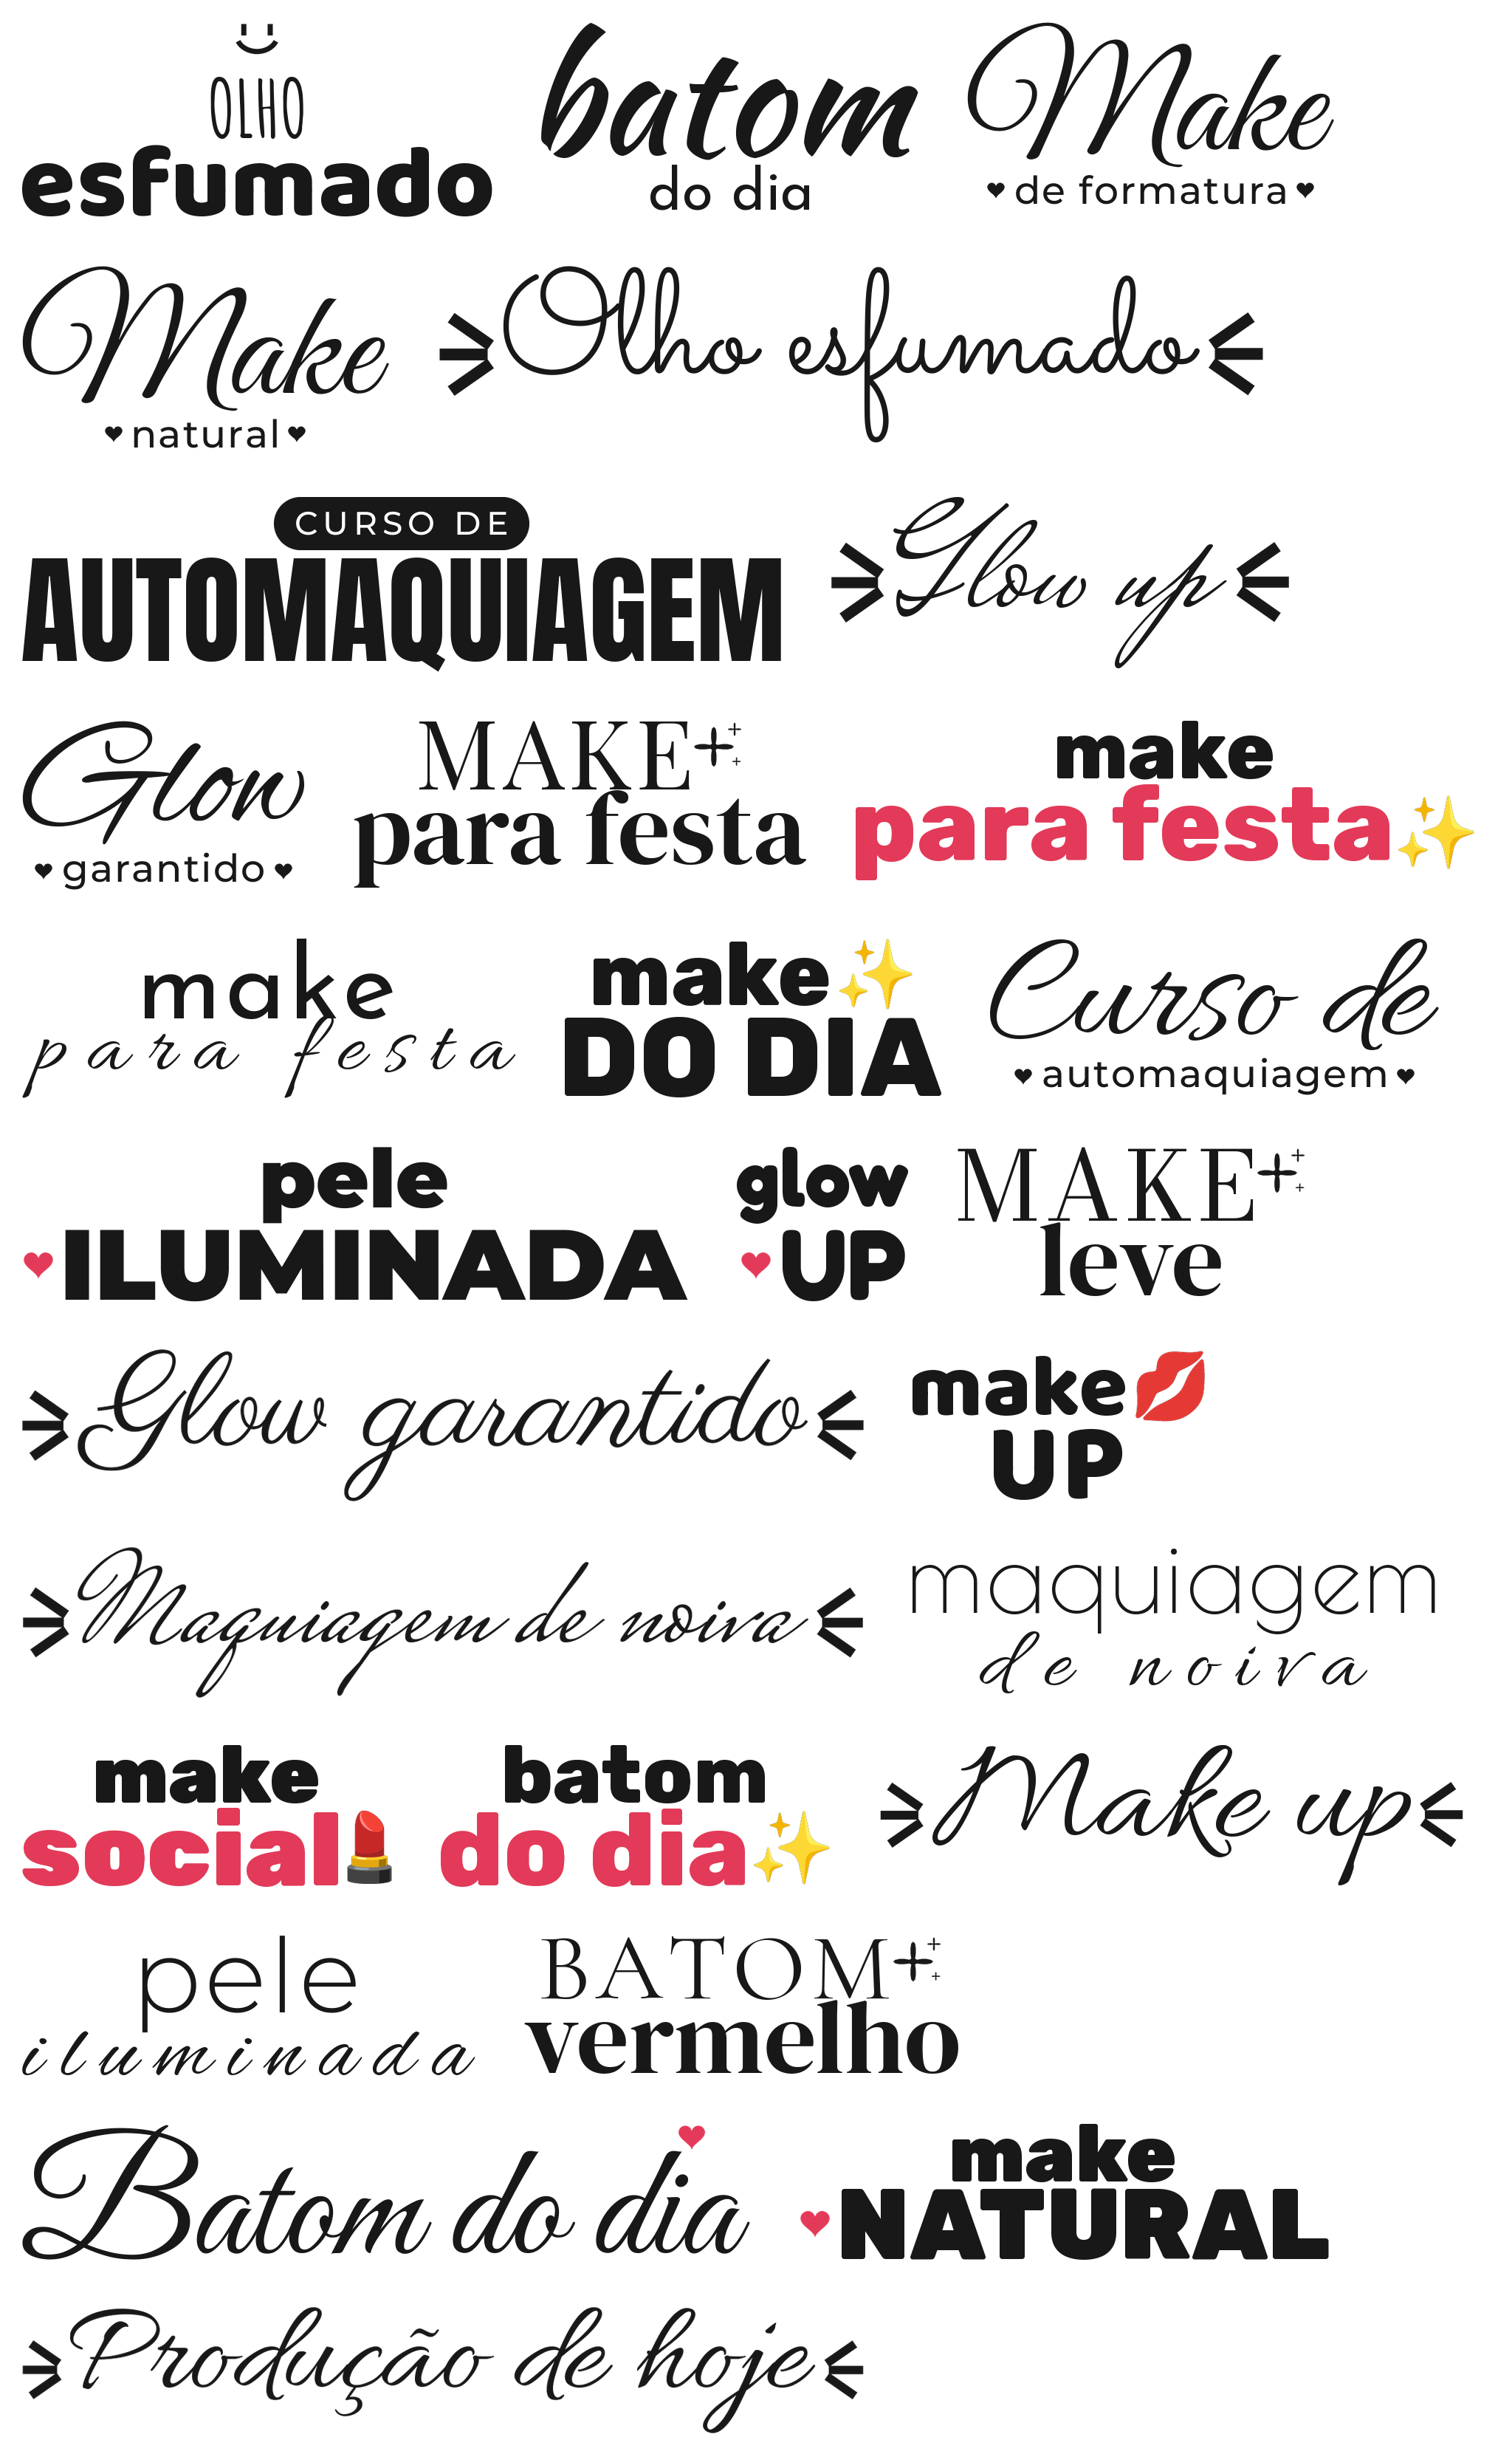 OLHO
esfumado
batom
do dia
Make
de formatura
Make
natural
Olho esfumado
CURSO DE
AUTOMAQUIAGEM
Glow up
Glow
garantido
MAKE
para festa
make
para festa
make
para festa
make
DO DIA
Curso de
automaquiagem
pele
ILUMINADA
glow
UP
MAKE
leve
Glow garantido
make
UP
Maquiagem de noiva
maquiagem
de noiva
make
social
batom
do dia
Make up
pele
iluminada
BATOM
vermelho
Batom do dia
make
NATURAL
Produção de hoje